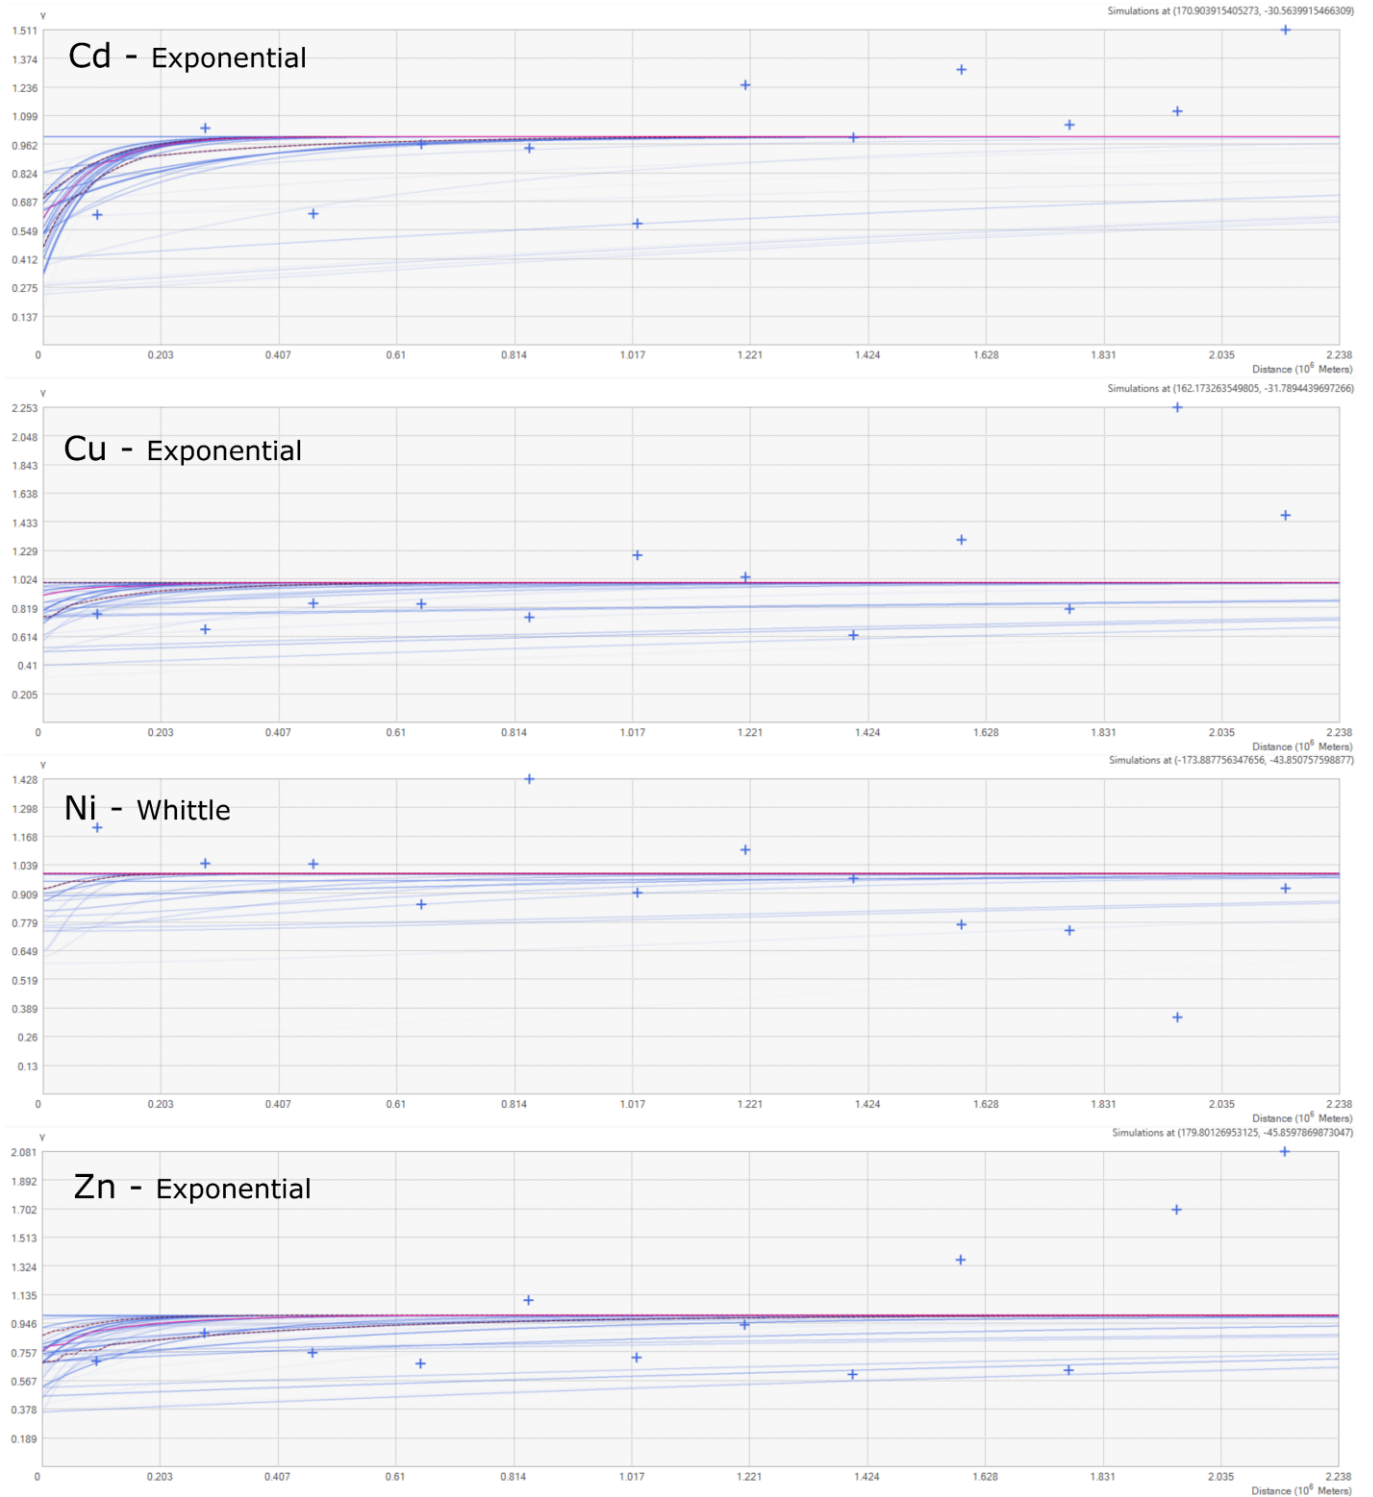 γ
Simulations at (170.903915405273, -30.5639915466309)
Cd - Exponential
1.511
1.374
1.236
1.099
0.962
0.824
0.687
0.549
0.412
0.275
0.137
0 0.203 0.407 0.61 0.814 1.017 1.221 1.424 1.628 1.831 2.035 2.238
Distance (10⁶ Meters)
γ
Simulations at (162.173263549805, -31.7894439697266)
Cu - Exponential
2.253
2.048
1.843
1.638
1.433
1.229
1.024
0.819
0.614
0.41
0.205
0 0.203 0.407 0.61 0.814 1.017 1.221 1.424 1.628 1.831 2.035 2.238
Distance (10⁶ Meters)
γ
Simulations at (-173.887756347656, -43.850757598877)
Ni - Whittle
1.428
1.298
1.168
1.039
0.909
0.779
0.649
0.519
0.389
0.26
0.13
0 0.203 0.407 0.61 0.814 1.017 1.221 1.424 1.628 1.831 2.035 2.238
Distance (10⁶ Meters)
γ
Simulations at (179.80126953125, -45.8597869873047)
Zn - Exponential
2.081
1.892
1.702
1.513
1.324
1.135
0.946
0.757
0.567
0.378
0.189
0 0.203 0.407 0.61 0.814 1.017 1.221 1.424 1.628 1.831 2.035 2.238
Distance (10⁶ Meters)